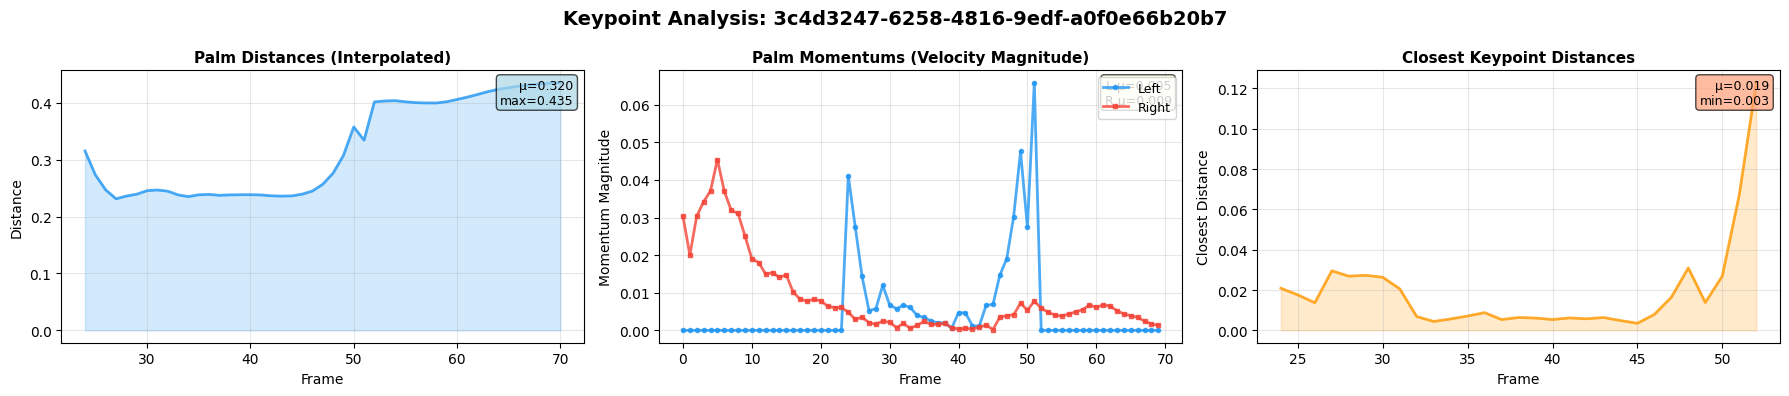 Keypoint Analysis: 3c4d3247-6258-4816-9edf-a0f0e66b20b7
Palm Distances (Interpolated)
μ=0.320
max=0.435
Distance
0.4
0.3
0.2
0.1
0.0
30
40
50
60
70
Frame
Palm Momentums (Velocity Magnitude)
Left
Right
Momentum Magnitude
0.06
0.05
0.04
0.03
0.02
0.01
0.00
0
10
20
30
40
50
60
70
Frame
Closest Keypoint Distances
μ=0.019
min=0.003
Closest Distance
0.12
0.10
0.08
0.06
0.04
0.02
0.00
25
30
35
40
45
50
Frame